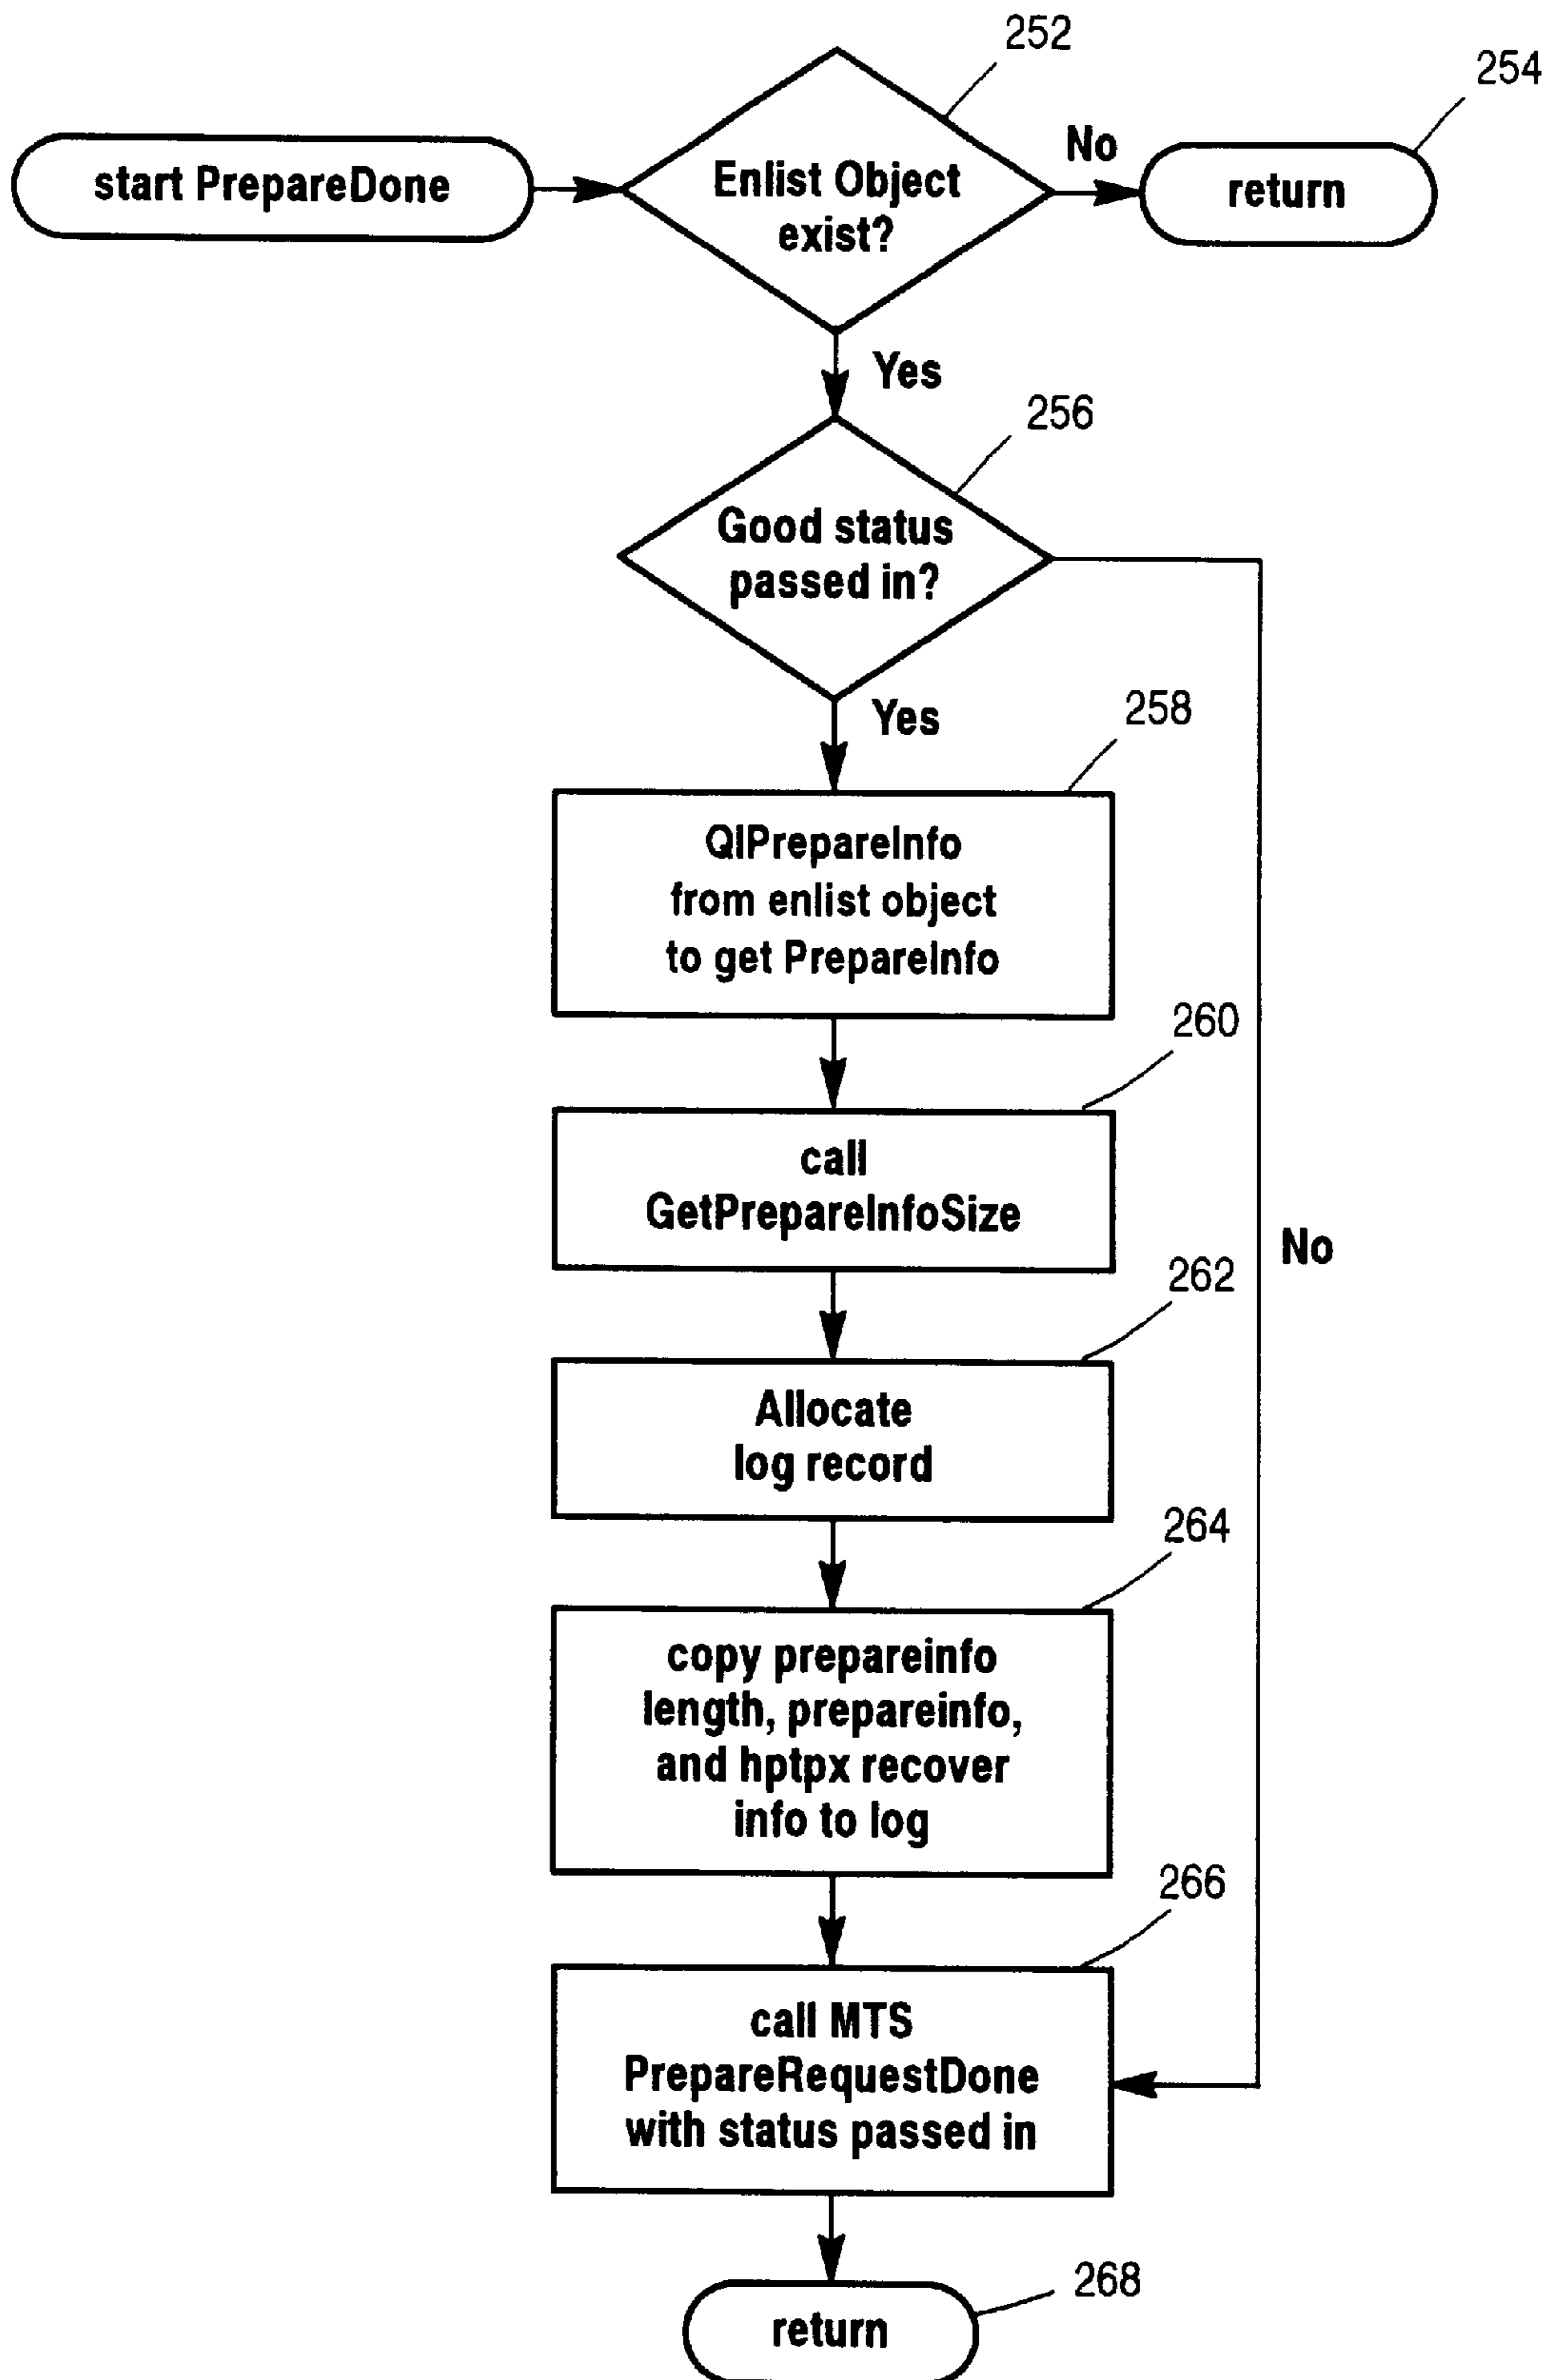 252
254
start PrepareDone
Enlist Object
exist?
No
return
Yes
256
Good status
passed in?
Yes
258
QIPrepareInfo
from enlist object
to get PrepareInfo
260
call
GetPrepareInfoSize
No
262
Allocate
log record
264
copy prepareinfo
length, prepareinfo,
and hptpx recover
info to log
266
call MTS
PrepareRequestDone
with status passed in
268
return